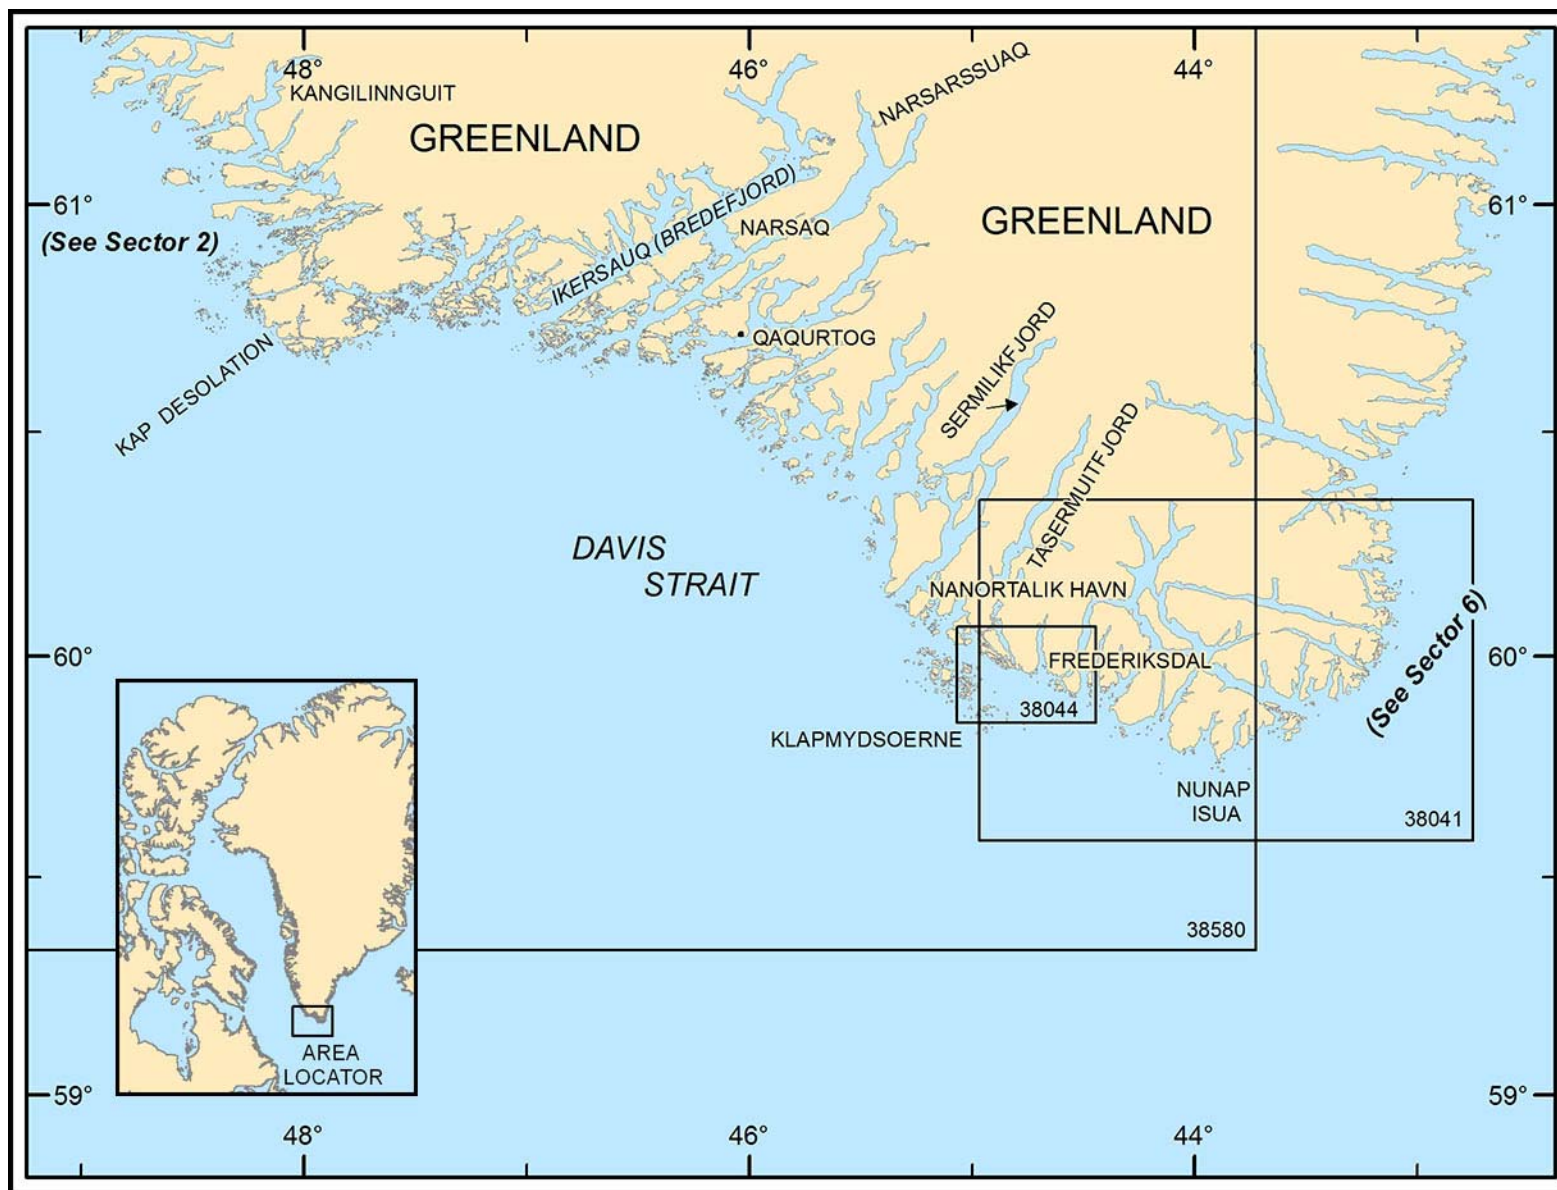 48°
46°
44°
KANGILINNGUIT
NARSARSSUAQ
GREENLAND
61°
61°
(See Sector 2)
IKERSAUQ (BREDEFJORD)
NARSAQ
GREENLAND
KAP DESOLATION
QAQURTOG
SERMILIKFJORD
TASERMUITFJORD
DAVIS
STRAIT
NANORTALIK HAVN
60°
60°
FREDERIKSDAL
(See Sector 6)
38044
KLAPMYDSOERNE
NUNAP
ISUA
38041
38580
AREA
LOCATOR
59°
59°
48°
46°
44°